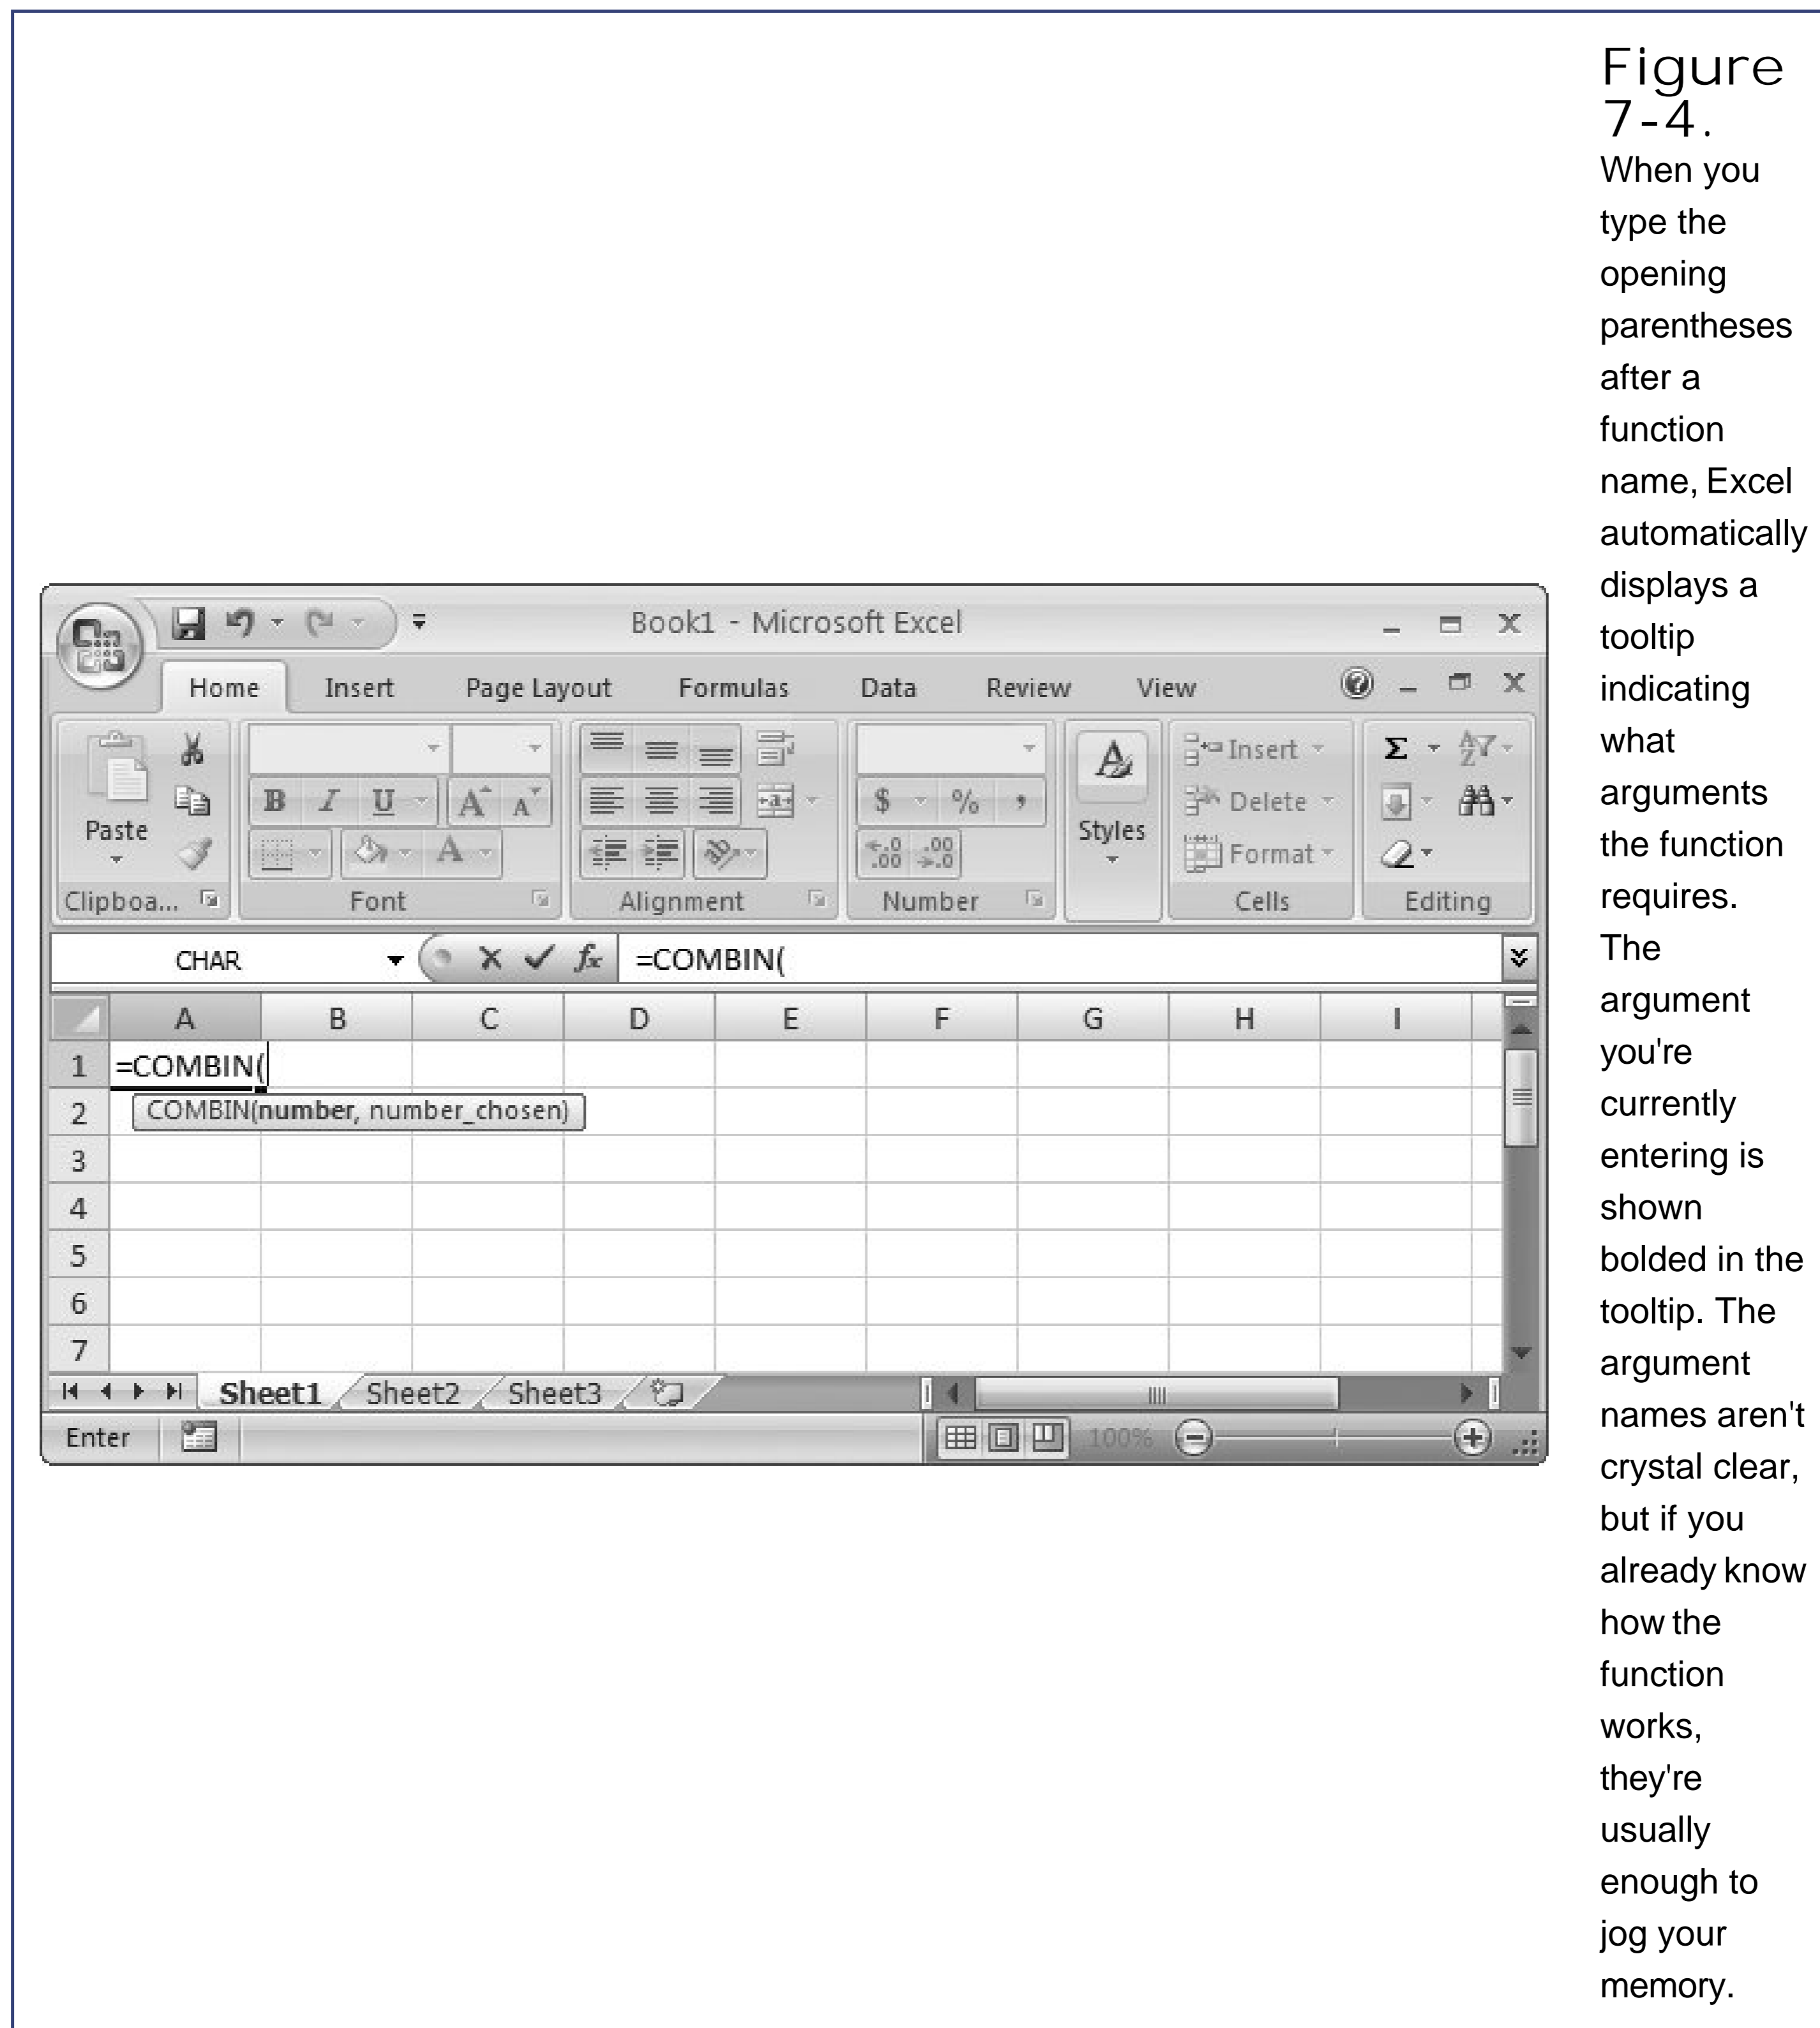 Figure
7-4.
When you
type the
opening
parentheses
after a
function
name, Excel
automatically
displays a
tooltip
indicating
what
arguments
the function
requires.
The
argument
you're
currently
entering is
shown
bolded in the
tooltip. The
argument
names aren't
crystal clear,
but if you
already know
how the
function
works,
they're
usually
enough to
jog your
memory.
Book1 - Microsoft Excel
Home Insert Page Layout Formulas Data Review View
Paste
B I U A A
A
$ % ,
.0 .00
.00 .0
Styles
Insert
Delete
Format
Σ
Clipboa... Font Alignment Number Cells Editing
CHAR fx =COMBIN(
A B C D E F G H I
1 =COMBIN(
2 COMBIN(number, number_chosen)
3
4
5
6
7
Sheet1 Sheet2 Sheet3
Enter 100%